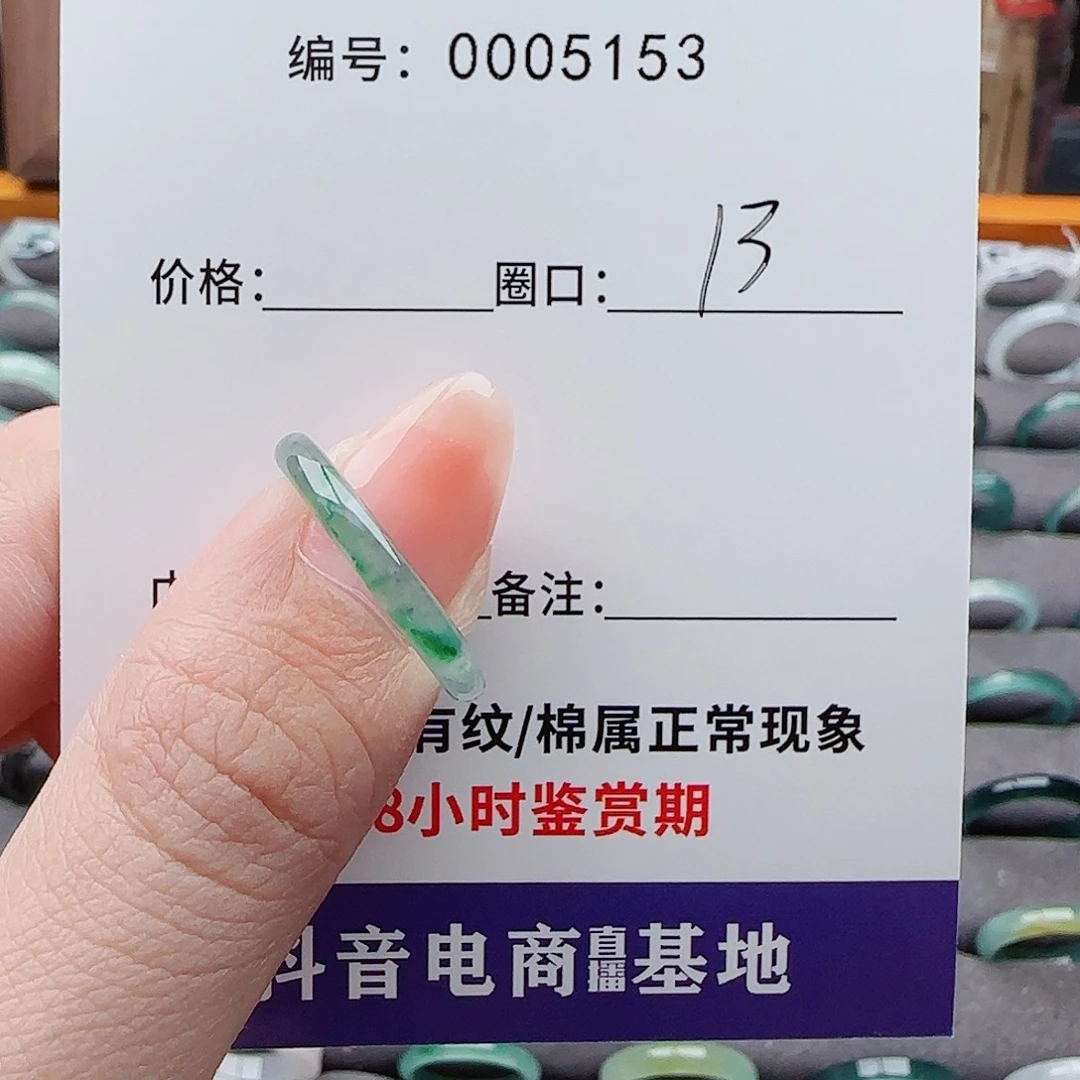 编号：0005153
价格： 圈口：13
备注：
有纹/棉属正常现象
8小时鉴赏期
抖音电商直播基地